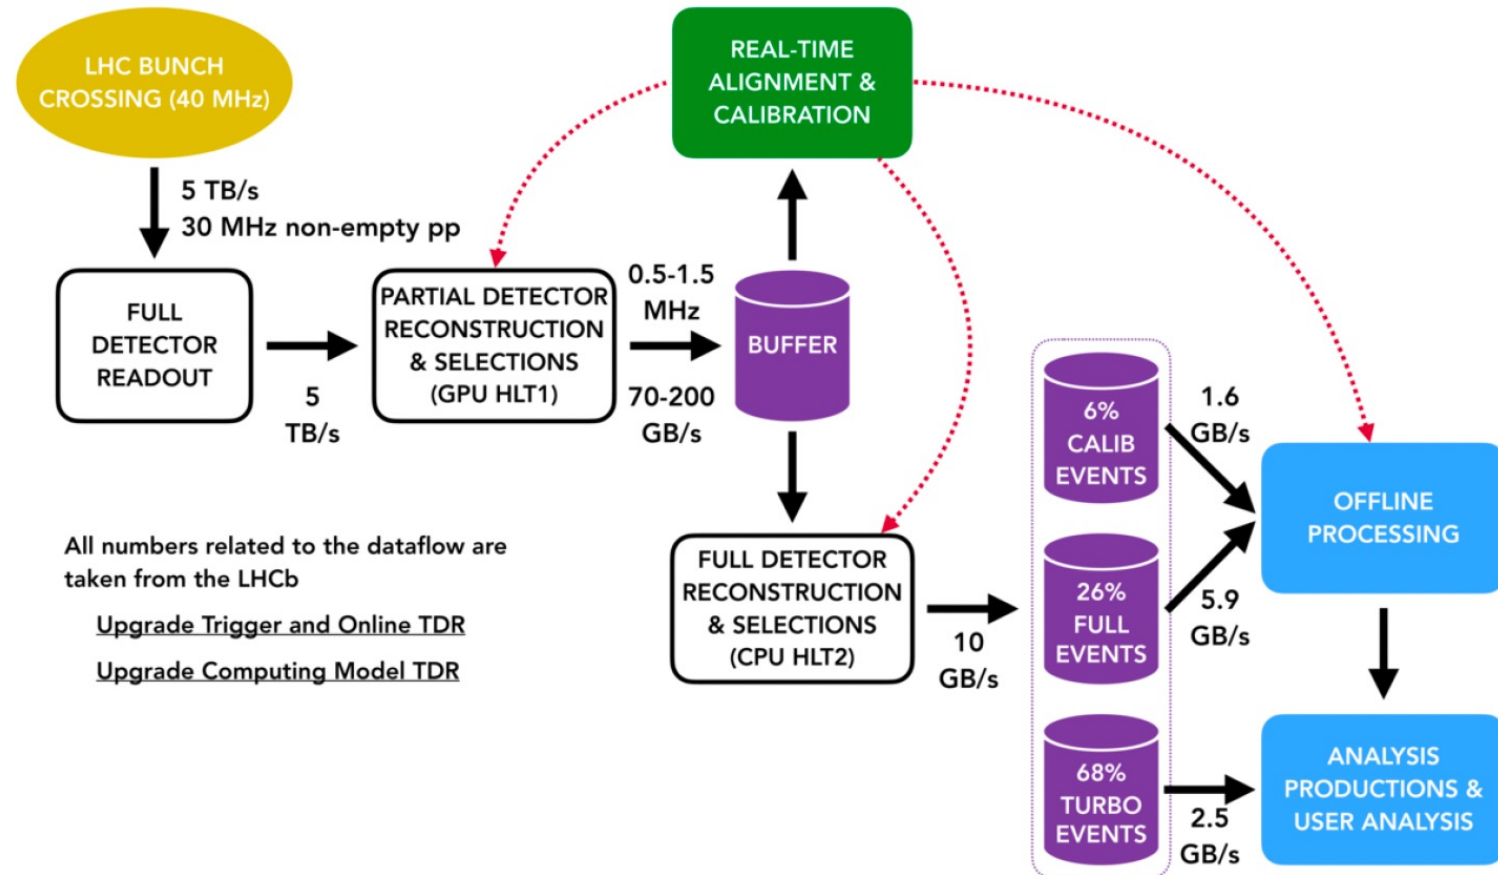 LHC BUNCH
CROSSING (40 MHz)
5 TB/s
30 MHz non-empty pp
FULL
DETECTOR
READOUT
5
TB/s
PARTIAL DETECTOR
RECONSTRUCTION
& SELECTIONS
(GPU HLT1)
0.5-1.5
MHz
70-200
GB/s
REAL-TIME
ALIGNMENT &
CALIBRATION
BUFFER
FULL DETECTOR
RECONSTRUCTION
& SELECTIONS
(CPU HLT2)
10
GB/s
6%
CALIB
EVENTS
1.6
GB/s
26%
FULL
EVENTS
5.9
GB/s
68%
TURBO
EVENTS
2.5
GB/s
OFFLINE
PROCESSING
ANALYSIS
PRODUCTIONS &
USER ANALYSIS
All numbers related to the dataflow are
taken from the LHCb
Upgrade Trigger and Online TDR
Upgrade Computing Model TDR